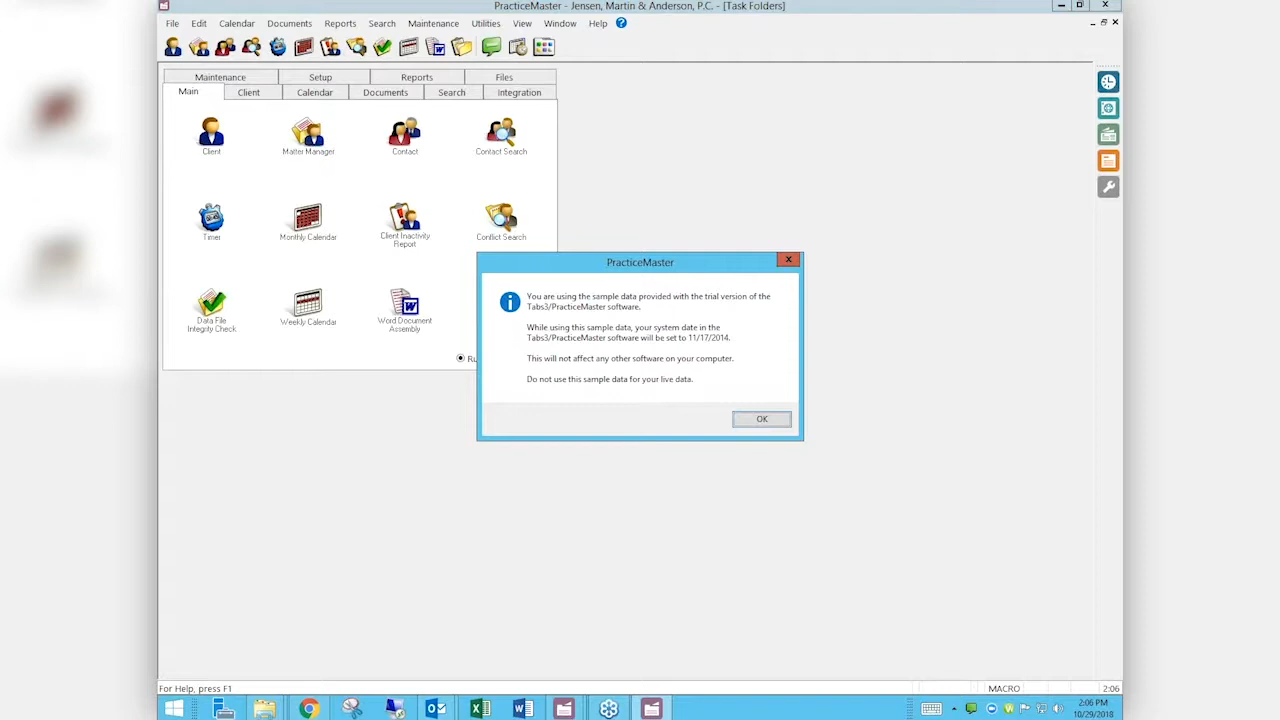 PracticeMaster - Jensen, Martin & Anderson, P.C. - [Task Folders]
File Edit Calendar Documents Reports Search Maintenance Utilities View Window Help
Maintenance Setup Reports Files
Main Client Calendar Documents Search Integration
Client Matter Manager Contact Contact Search
Timer Monthly Calendar Client Inactivity Conflict Search
Report
Data File Weekly Calendar Word Document
Integrity Check Assembly
PracticeMaster
You are using the sample data provided with the trial version of the
Tabs3/PracticeMaster software.
While using this sample data, your system date in the
Tabs3/PracticeMaster software will be set to 11/17/2014.
This will not affect any other software on your computer.
Do not use this sample data for your live data.
OK
For Help, press F1
MACRO
2:06
2:06 PM
10/29/2018